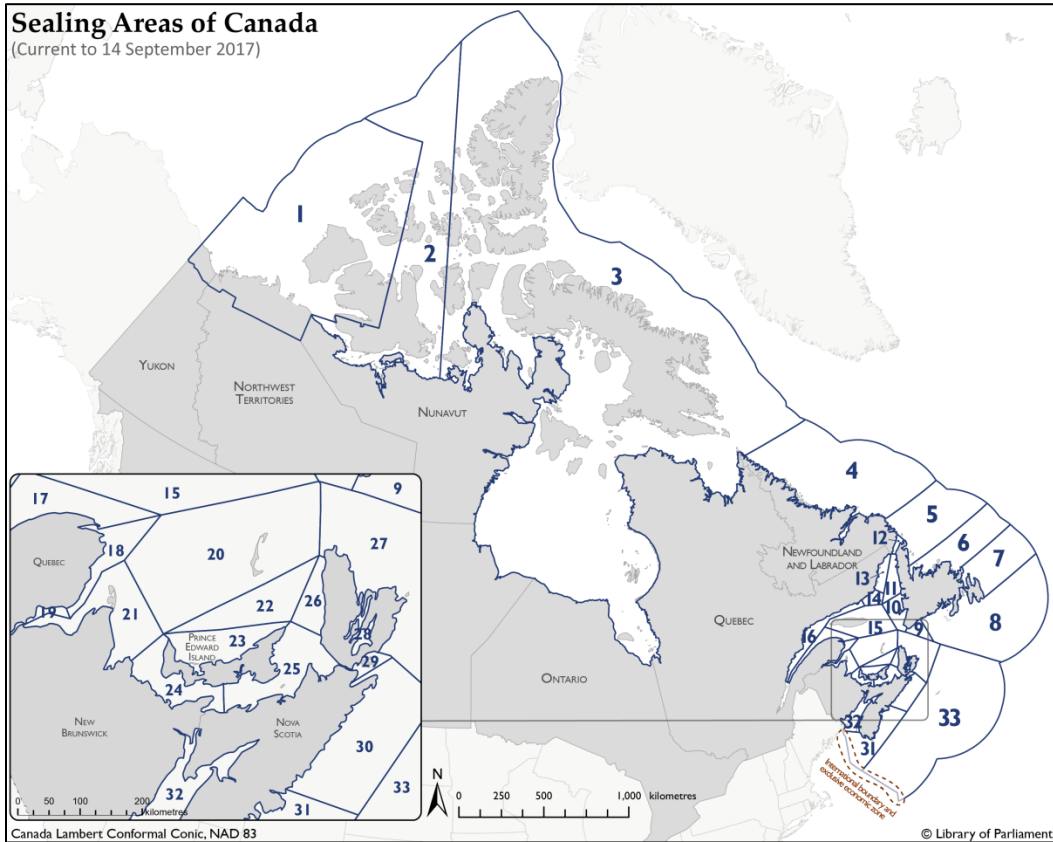 Sealing Areas of Canada
(Current to 14 September 2017)
1
2
3
YUKON
NORTHWEST
TERRITORIES
NUNAVUT
4
5
6
7
8
12
NEWFOUNDLAND
AND LABRADOR
13
11
14
10
9
QUEBEC
15
16
ONTARIO
33
32
31
International boundary and
exclusive economic zone
17
15
9
18
20
27
QUEBEC
19
21
22
26
PRINCE
EDWARD
ISLAND
23
28
25
29
24
NEW
BRUNSWICK
NOVA
SCOTIA
30
32
33
31
0 50 100 200
kilometres
N
0 250 500 1,000 kilometres
Canada Lambert Conformal Conic, NAD 83
© Library of Parliament